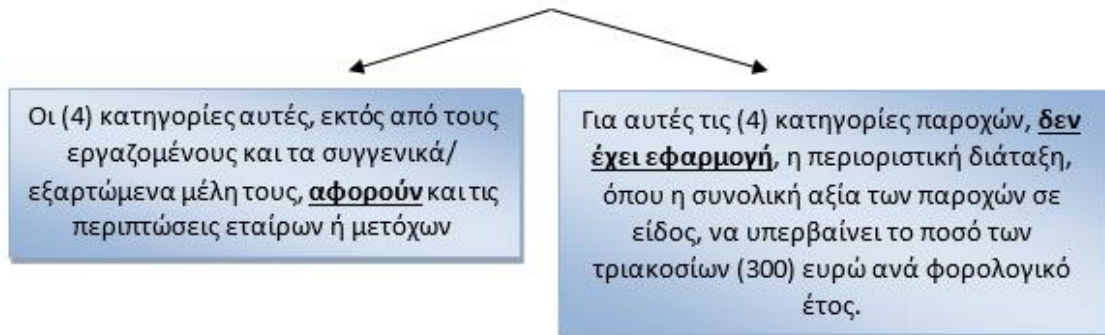 Οι (4) κατηγορίες αυτές, εκτός από τους
εργαζομένους και τα συγγενικά/
εξαρτώμενα μέλη τους, αφορούν και τις
περιπτώσεις εταίρων ή μετόχων
Για αυτές τις (4) κατηγορίες παροχών, δεν
έχει εφαρμογή, η περιοριστική διάταξη,
όπου η συνολική αξία των παροχών σε
είδος, να υπερβαίνει το ποσό των
τριακοσίων (300) ευρώ ανά φορολογικό
έτος.